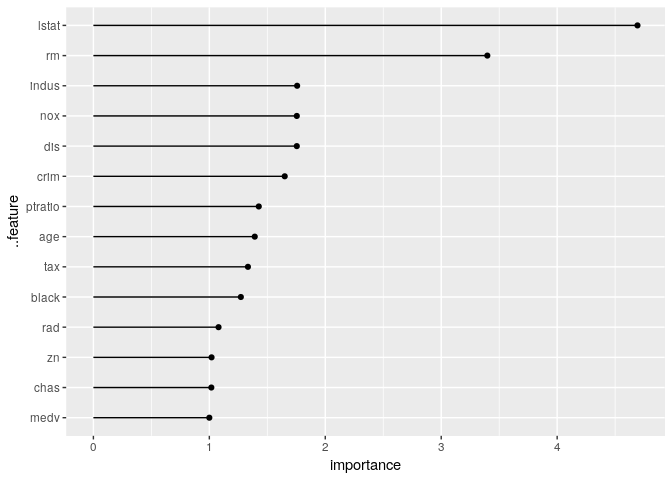 lstat
rm
indus
nox
dis
crim
ptratio
age
tax
black
rad
zn
chas
medv
..feature
0 1 2 3 4
importance